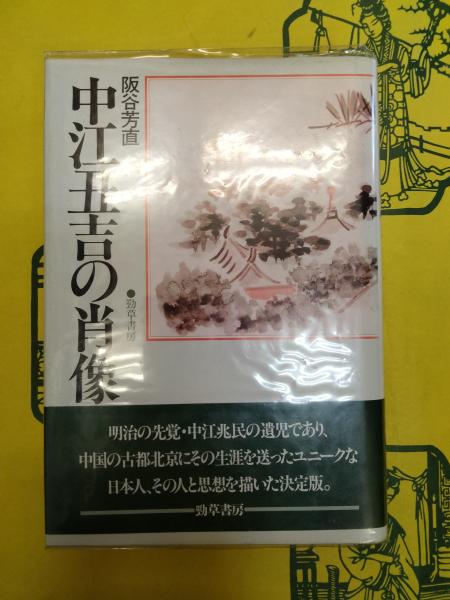 阪谷芳直
中江丑吉の肖像
●勁草書房
明治の先覚・中江兆民の遺児であり、
中国の古都北京にその生涯を送ったユニークな
日本人、その人と思想を描いた決定版。
勁草書房